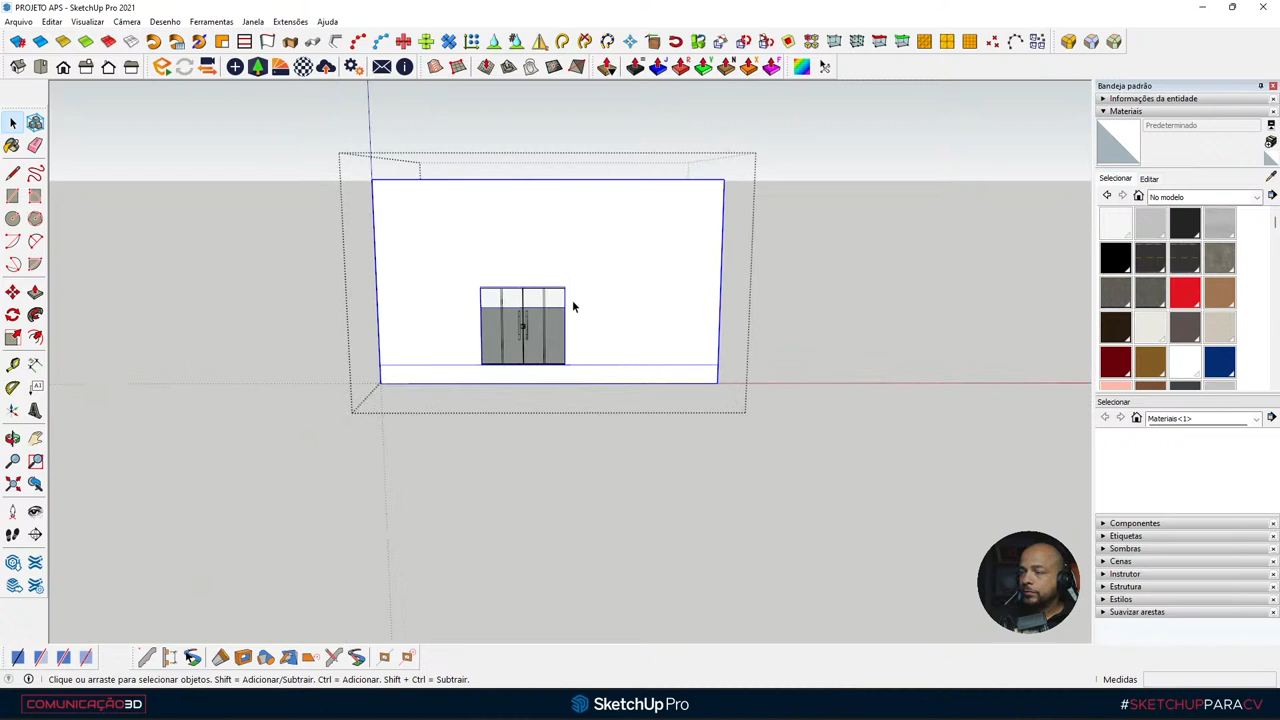 PROJETO APS - SketchUp Pro 2021
Arquivo Editar Visualizar Câmera Desenho Ferramentas Janela Extensões Ajuda
Bandeja padrão
Informações da entidade
Materiais
Predeterminado
Selecionar Editar
No modelo
Selecionar
Materiais<1>
Componentes
Etiquetas
Sombras
Cenas
Instrutor
Estrutura
Estilos
Suavizar arestas
Clique ou arraste para selecionar objetos. Shift = Adicionar/Subtrair. Ctrl = Adicionar. Shift + Ctrl = Subtrair.
Medidas
COMUNICAÇÃO3D
SketchUp Pro
#SKETCHUPPARACV